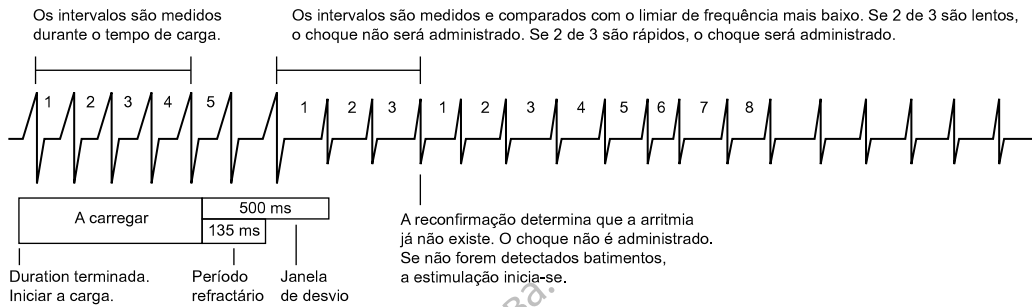 Os intervalos são medidos
durante o tempo de carga.
Os intervalos são medidos e comparados com o limiar de frequência mais baixo. Se 2 de 3 são lentos,
o choque não será administrado. Se 2 de 3 são rápidos, o choque será administrado.
1 2 3 4 5 1 2 3 1 2 3 4 5 6 7 8
A carregar
500 ms
135 ms
Duration terminada.
Iniciar a carga.
Período
refractário
Janela
de desvio
A reconfirmação determina que a arritmia
já não existe. O choque não é administrado.
Se não forem detectados batimentos,
a estimulação inicia-se.